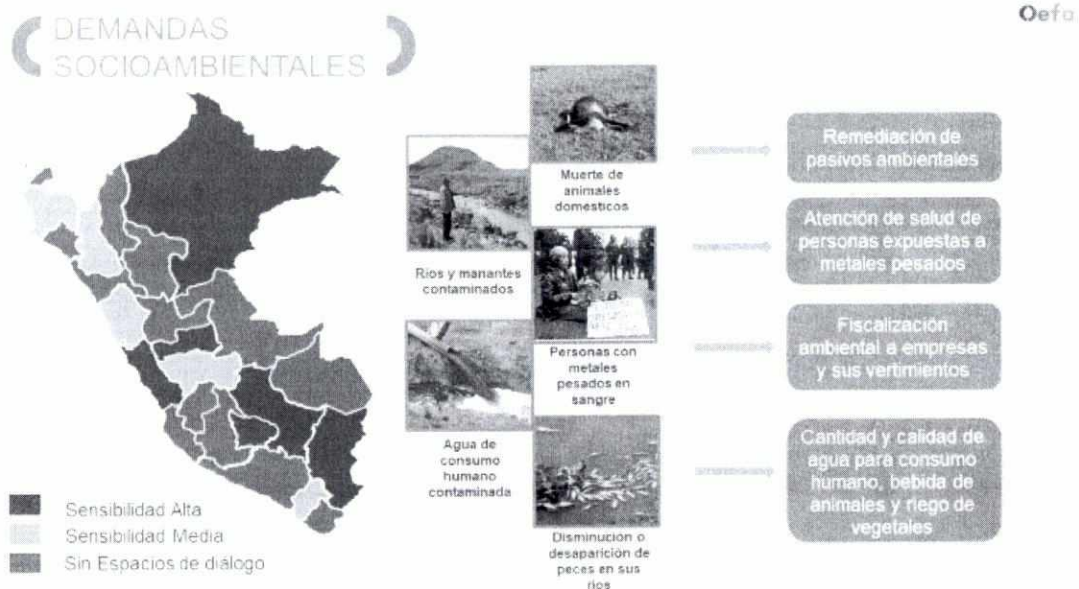 Oefa
DEMANDAS
SOCIOAMBIENTALES
Muerte de
animales
domesticos
Rios y manantes
contaminados
Personas con
metales
pesados en
sangre
Agua de
consumo
humano
contaminada
Disminución o
desaparición de
peces en sus
rios
Remediación de
pasivos ambientales
Atención de salud de
personas expuestas a
metales pesados
Fiscalización
ambiental a empresas
y sus vertimientos
Cantidad y calidad de
agua para consumo
humano, bebida de
animales y riego de
vegetales
Sensibilidad Alta
Sensibilidad Media
Sin Espacios de diálogo